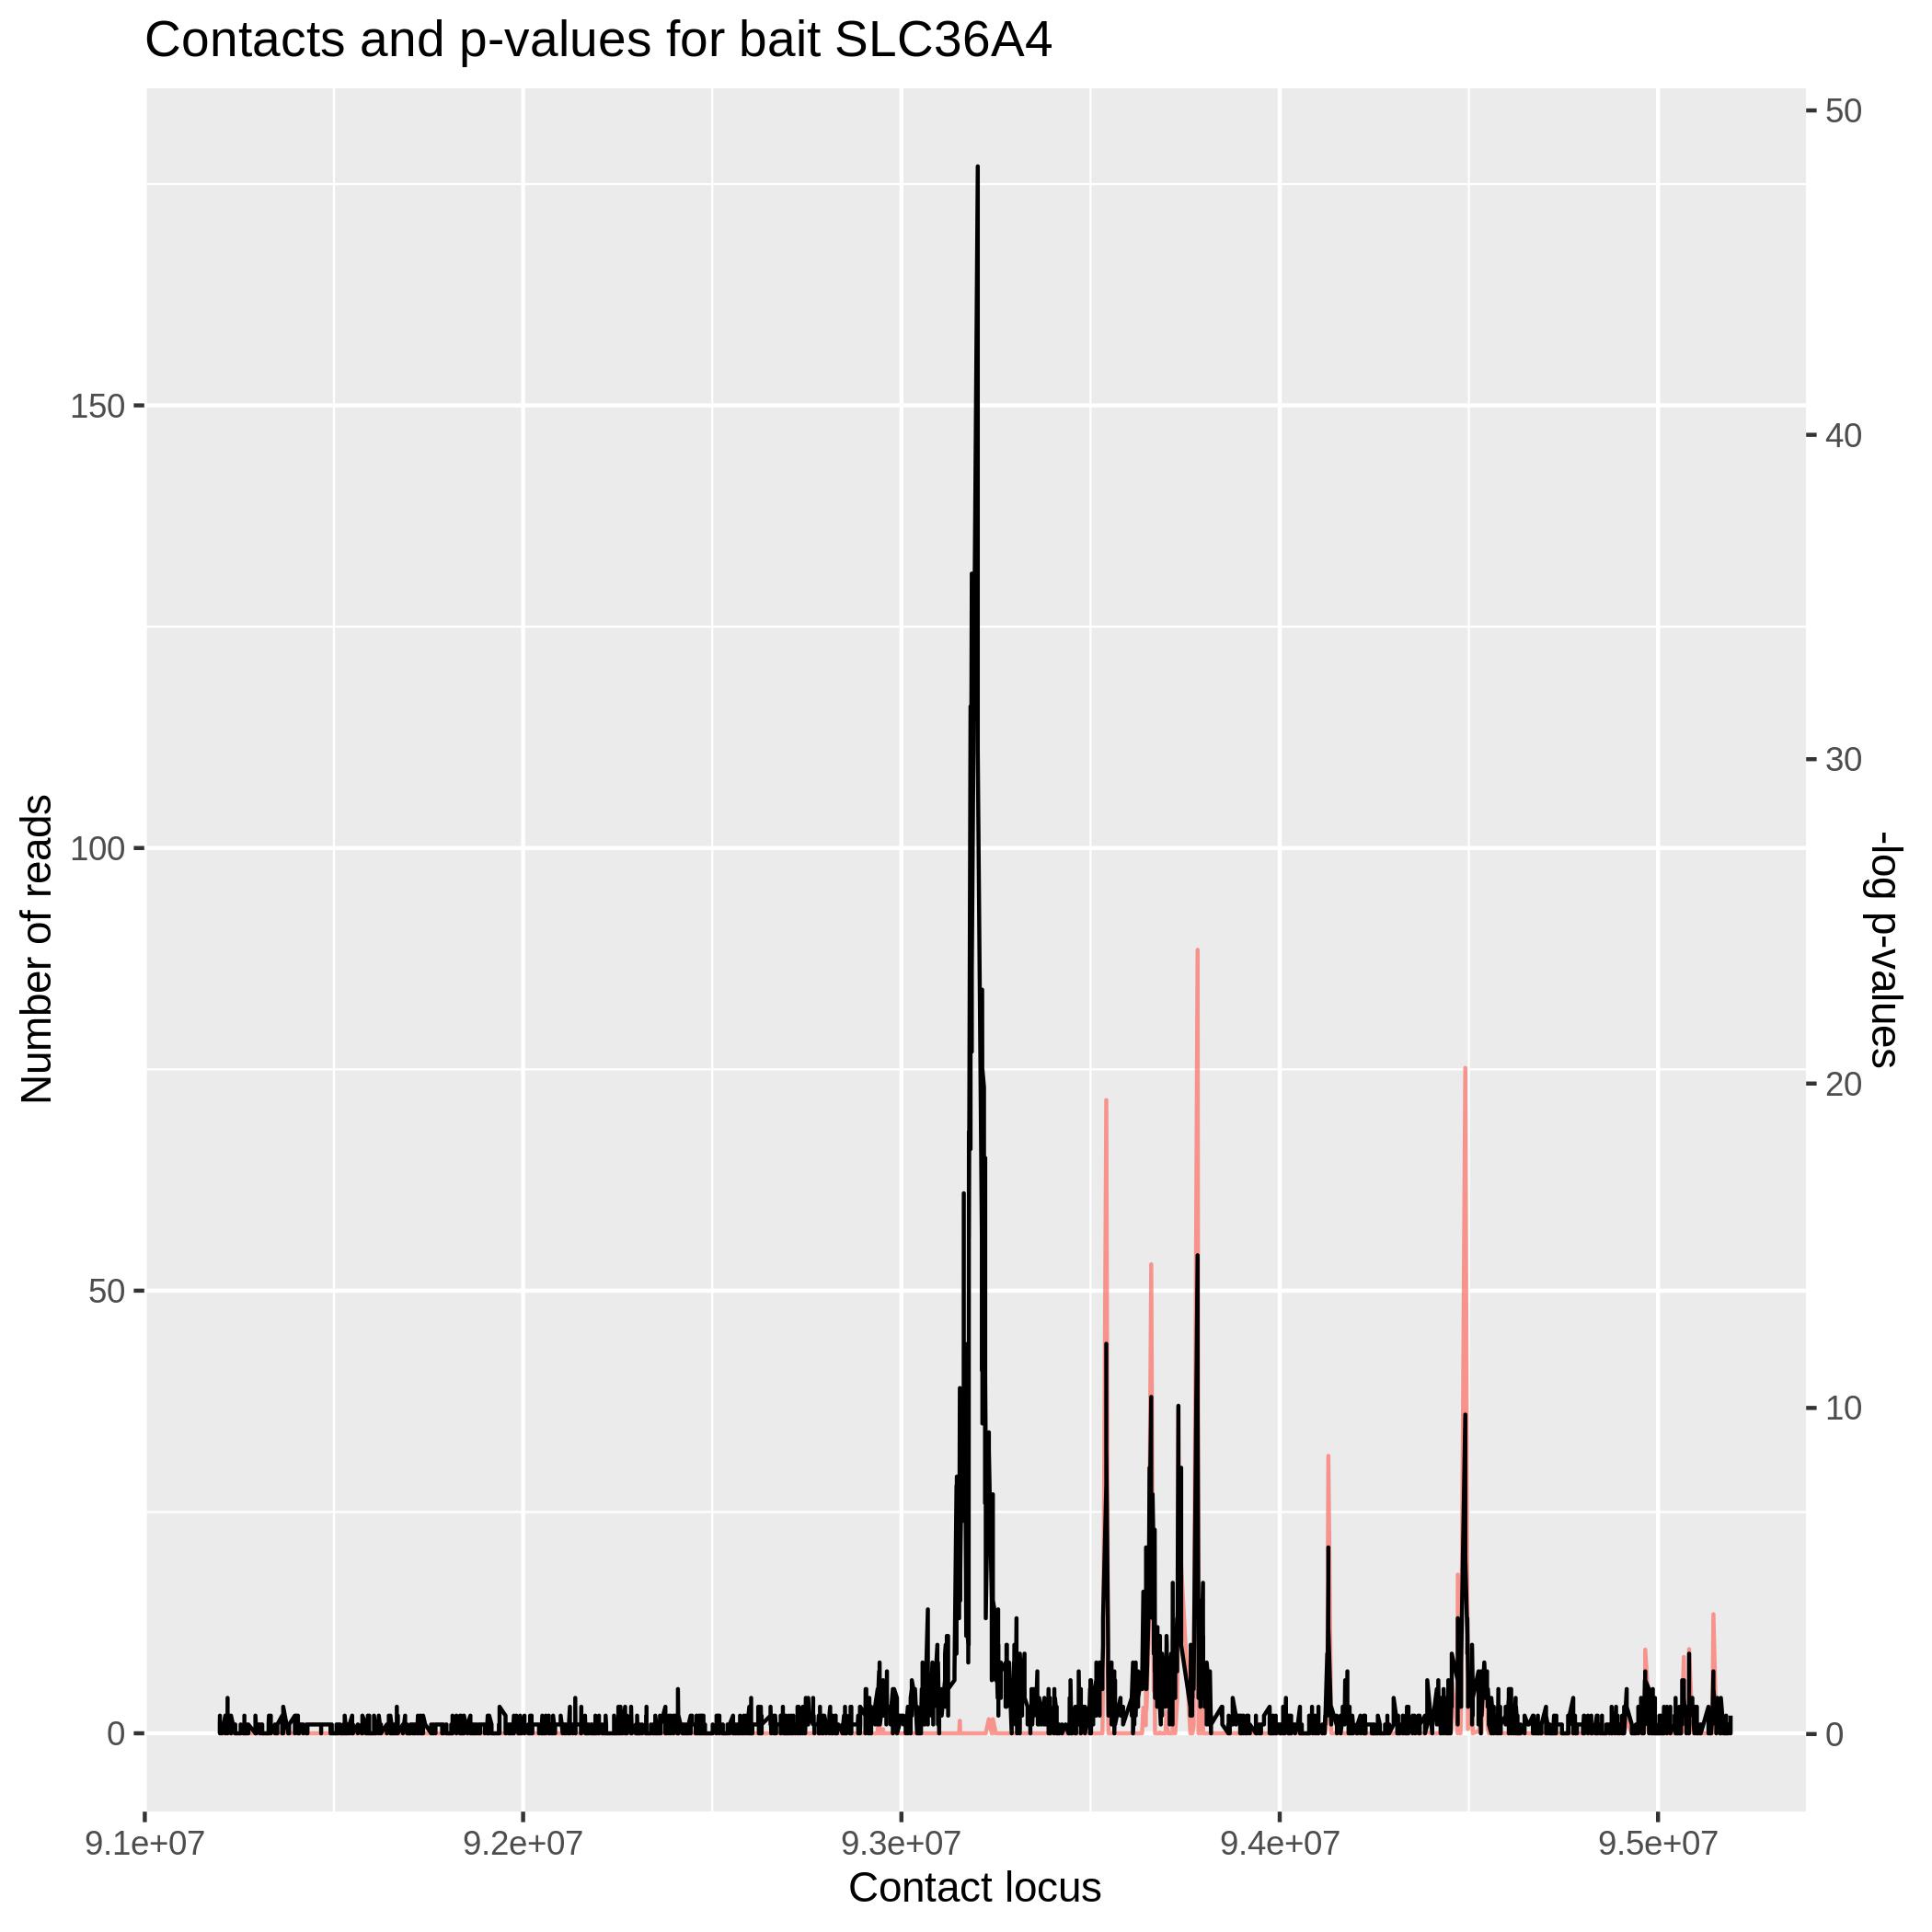 Contacts and p-values for bait SLC36A4
50
40
30
20
10
0
150
100
50
0
Number of reads
-log p-values
9.1e+07
9.2e+07
9.3e+07
9.4e+07
9.5e+07
Contact locus